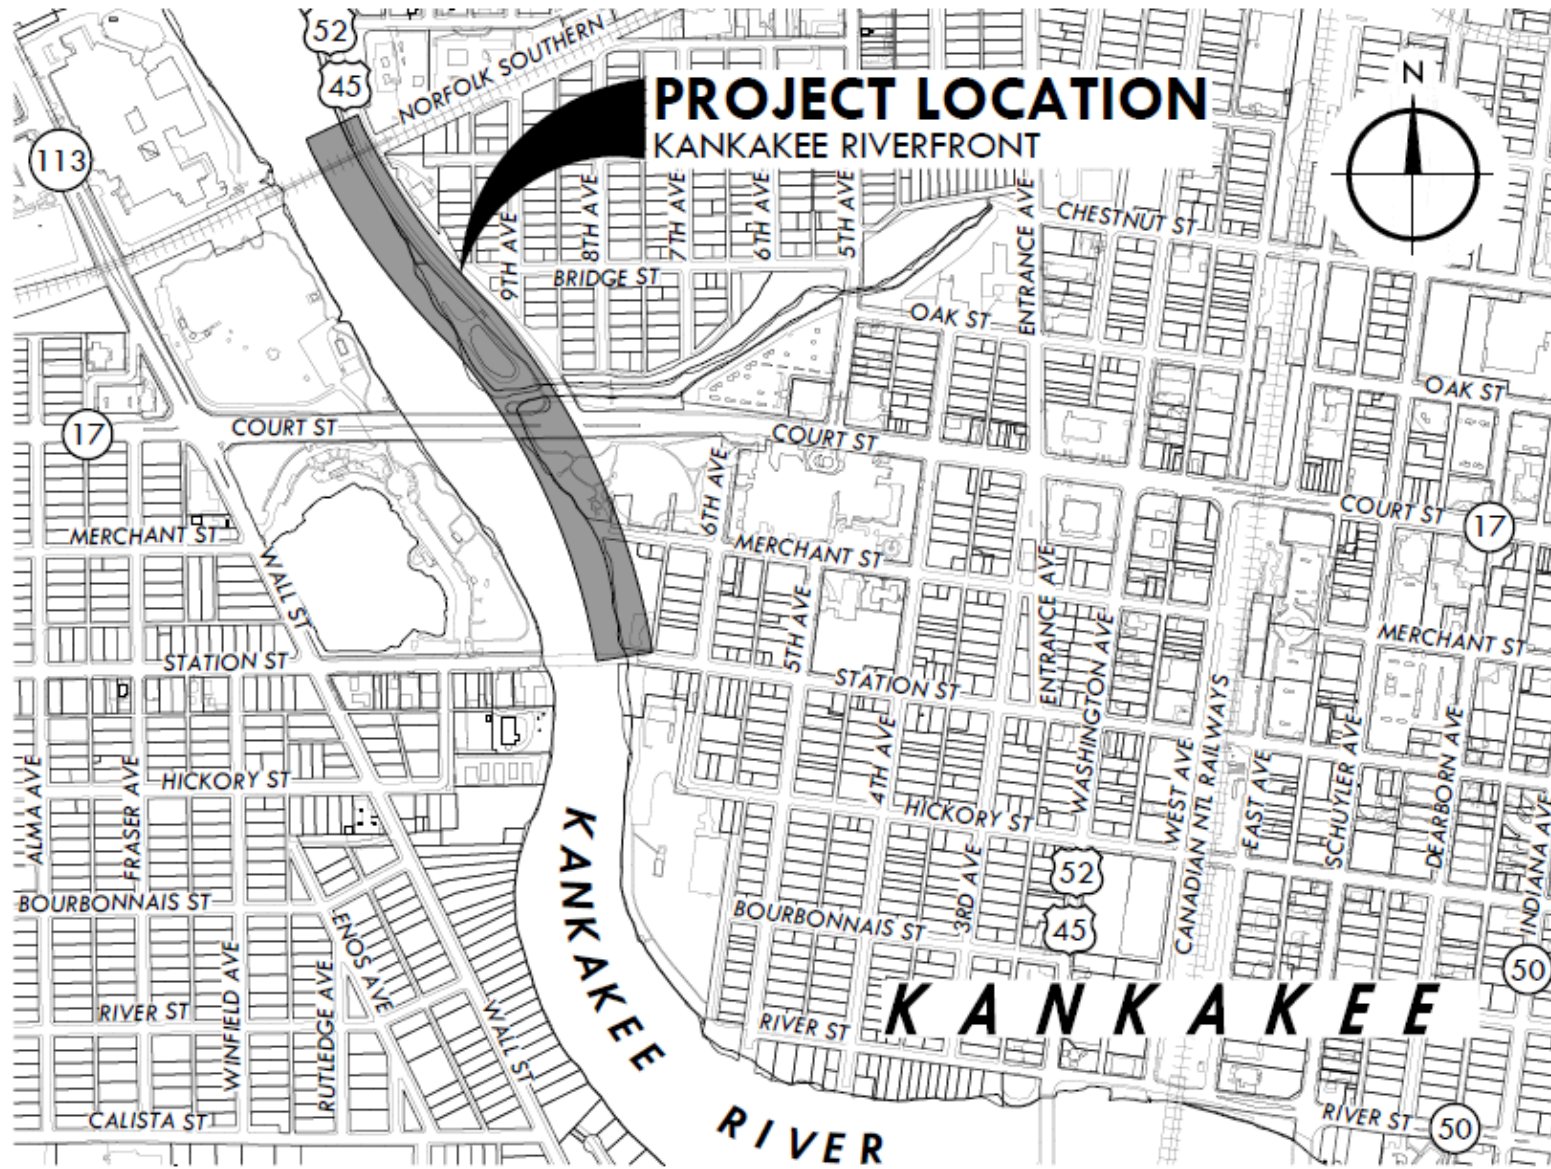 52
45
NORFOLK SOUTHERN
PROJECT LOCATION
KANKAKEE RIVERFRONT
N
113
9TH AVE
8TH AVE
7TH AVE
6TH AVE
5TH AVE
ENTRANCE AVE
CHESTNUT ST
BRIDGE ST
OAK ST
OAK ST
17
COURT ST
COURT ST
6TH AVE
COURT ST
17
MERCHANT ST
WALL ST
MERCHANT ST
ENTRANCE AVE
5TH AVE
WASHINGTON AVE
MERCHANT ST
STATION ST
STATION ST
4TH AVE
WEST AVE
CANADIAN NTL RAILWAYS
EAST AVE
SCHUYLER AVE
DEARBORN AVE
INDIANA AVE
ALMA AVE
FRASER AVE
HICKORY ST
HICKORY ST
3RD AVE
52
45
BOURBONNAIS ST
BOURBONNAIS ST
ENOS AVE
WINFIELD AVE
RUTLEDGE AVE
50
RIVER ST
WALL ST
RIVER ST
KANKAKEE
KANKAKEE
RIVER
CALISTA ST
RIVER ST
50